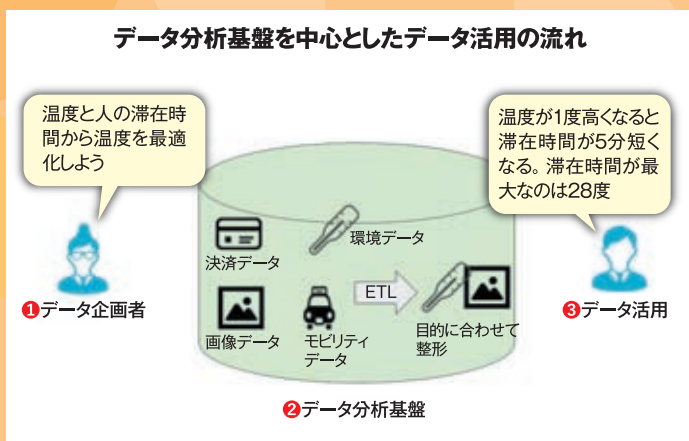 データ分析基盤を中心としたデータ活用の流れ
温度と人の滞在時
間から温度を最適
化しよう
温度が1度高くなると
滞在時間が5分短く
なる。滞在時間が最
大なのは28度
決済データ
環境データ
ETL
画像データ
モビリティ
データ
目的に合わせて
整形
❶データ企画者
❸データ活用
❷データ分析基盤